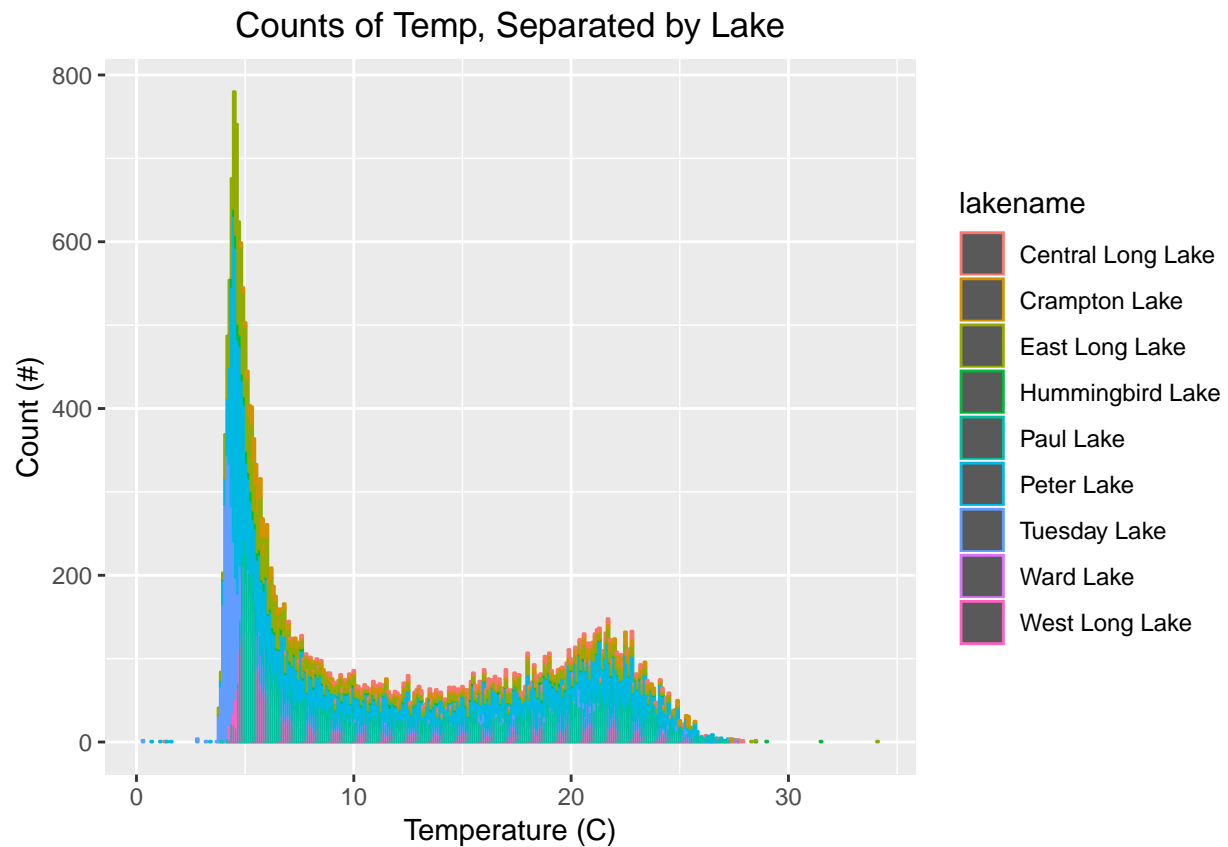 Counts of Temp, Separated by Lake
800
600
400
200
0
Count (#)
0 10 20 30
Temperature (C)
lakename
Central Long Lake
Crampton Lake
East Long Lake
Hummingbird Lake
Paul Lake
Peter Lake
Tuesday Lake
Ward Lake
West Long Lake